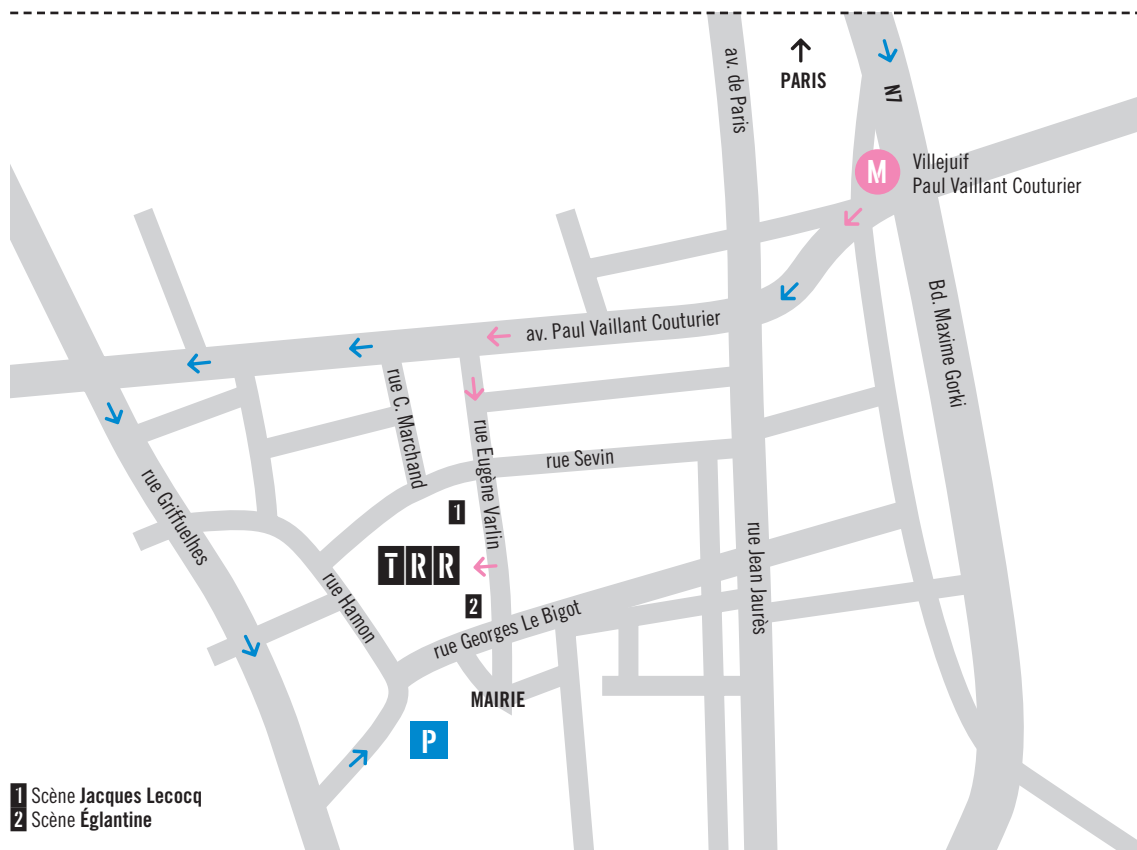 av. de Paris
PARIS
N7
M
Villejuif
Paul Vaillant Couturier
av. Paul Vaillant Couturier
Bd. Maxime Gorki
rue C. Marchand
rue Eugène Varlin
rue Sevin
rue Griffuelhes
1
TRR
rue Hamon
2
rue Georges Le Bigot
rue Jean Jaurès
MAIRIE
P
1 Scène Jacques Lecocq
2 Scène Églantine